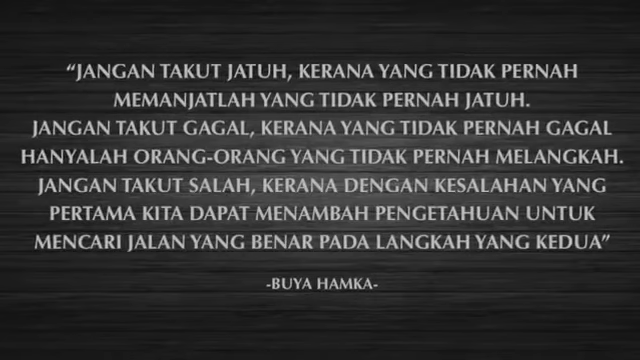 “JANGAN TAKUT JATUH, KERANA YANG TIDAK PERNAH
MEMANJATLAH YANG TIDAK PERNAH JATUH.
JANGAN TAKUT GAGAL, KERANA YANG TIDAK PERNAH GAGAL
HANYALAH ORANG-ORANG YANG TIDAK PERNAH MELANGKAH.
JANGAN TAKUT SALAH, KERANA DENGAN KESALAHAN YANG
PERTAMA KITA DAPAT MENAMBAH PENGETAHUAN UNTUK
MENCARI JALAN YANG BENAR PADA LANGKAH YANG KEDUA”
-BUYA HAMKA-